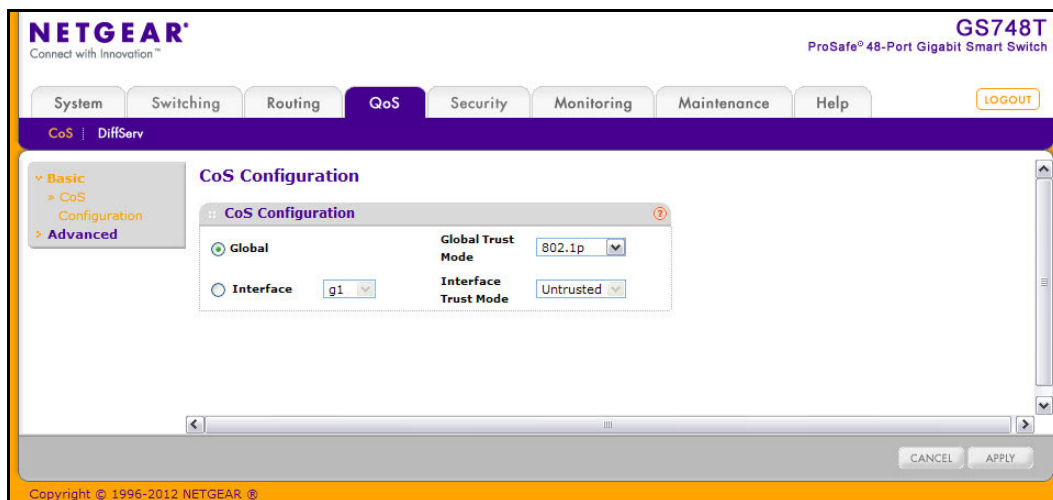 NETGEAR®
Connect with Innovation™
GS748T
ProSafe® 48-Port Gigabit Smart Switch
System
Switching
Routing
QoS
Security
Monitoring
Maintenance
Help
LOGOUT
CoS | DiffServ
Basic
» CoS
Configuration
Advanced
CoS Configuration
CoS Configuration
?
Global
Global Trust
Mode
802.1p
Interface
g1
Interface
Trust Mode
Untrusted
CANCEL
APPLY
Copyright © 1996-2012 NETGEAR ®